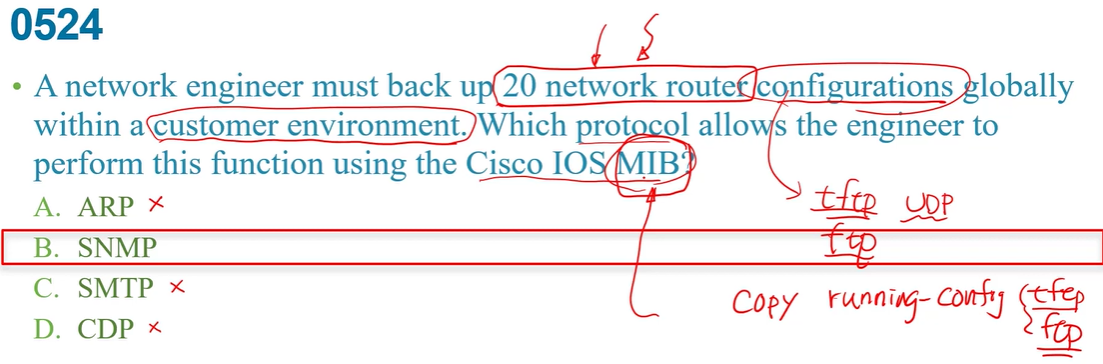 0524
• A network engineer must back up 20 network router configurations globally
within a customer environment. Which protocol allows the engineer to
perform this function using the Cisco IOS MIB?
A. ARP ×
tftp UDP
B. SNMP
ftp
C. SMTP ×
COPY running-config { tftp
ftp
D. CDP ×